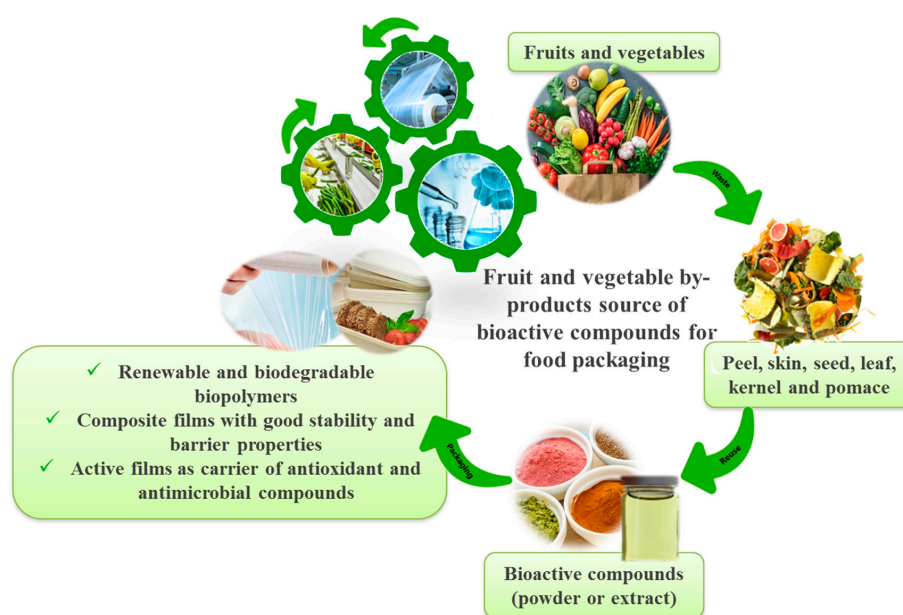 Fruits and vegetables
Waste
Fruit and vegetable by-
products source of
bioactive compounds for
food packaging
Peel, skin, seed, leaf,
kernel and pomace
Reuse
Bioactive compounds
(powder or extract)
Packaging
✓ Renewable and biodegradable
biopolymers
✓ Composite films with good stability and
barrier properties
✓ Active films as carrier of antioxidant and
antimicrobial compounds